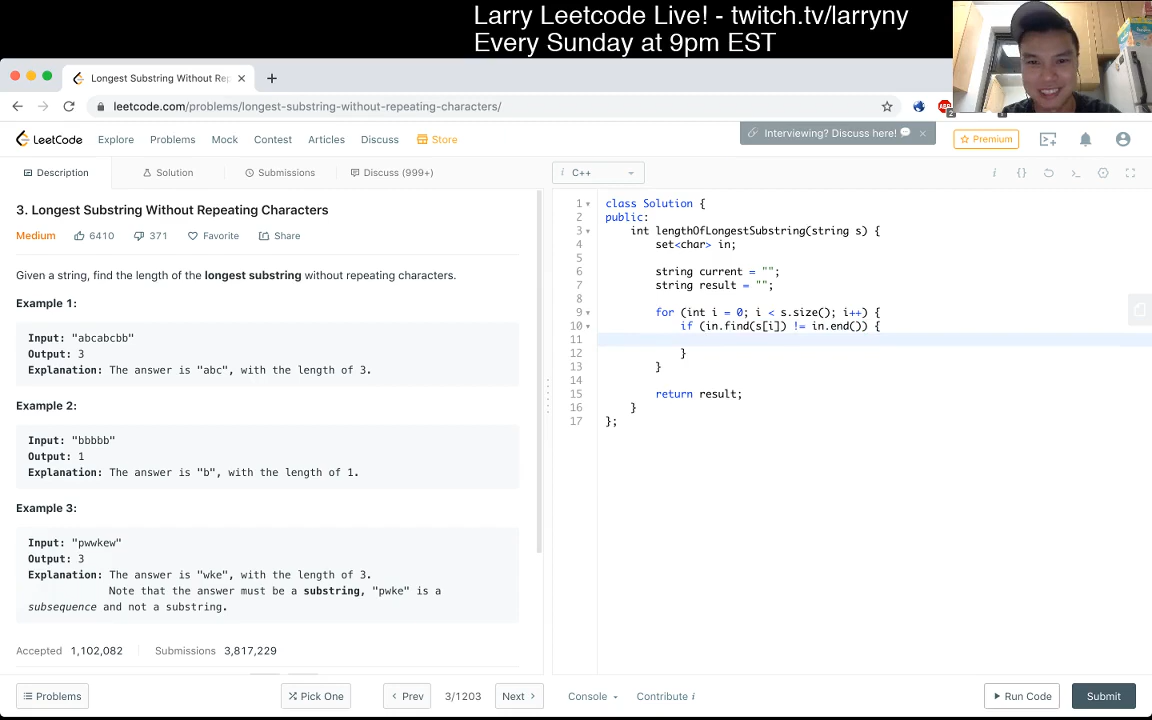 Larry Leetcode Live! - twitch.tv/larryny
Every Sunday at 9pm EST
Longest Substring Without Rep
leetcode.com/problems/longest-substring-without-repeating-characters/
LeetCode Explore Problems Mock Contest Articles Discuss Store
Interviewing? Discuss here!
Premium
Description Solution Submissions Discuss (999+)
i C++
3. Longest Substring Without Repeating Characters
Medium 6410 371 Favorite Share
Given a string, find the length of the longest substring without repeating characters.
Example 1:
Input: "abcabcbb"
Output: 3
Explanation: The answer is "abc", with the length of 3.
Example 2:
Input: "bbbbb"
Output: 1
Explanation: The answer is "b", with the length of 1.
Example 3:
Input: "pwwkew"
Output: 3
Explanation: The answer is "wke", with the length of 3.
Note that the answer must be a substring, "pwke" is a
subsequence and not a substring.
Accepted 1,102,082 Submissions 3,817,229
1 class Solution {
2 public:
3 int lengthOfLongestSubstring(string s) {
4 set<char> in;
5
6 string current = "";
7 string result = "";
8
9 for (int i = 0; i < s.size(); i++) {
10 if (in.find(s[i]) != in.end()) {
11
12 }
13 }
14
15 return result;
16 }
17 };
Problems Pick One Prev 3/1203 Next Console Contribute i Run Code Submit